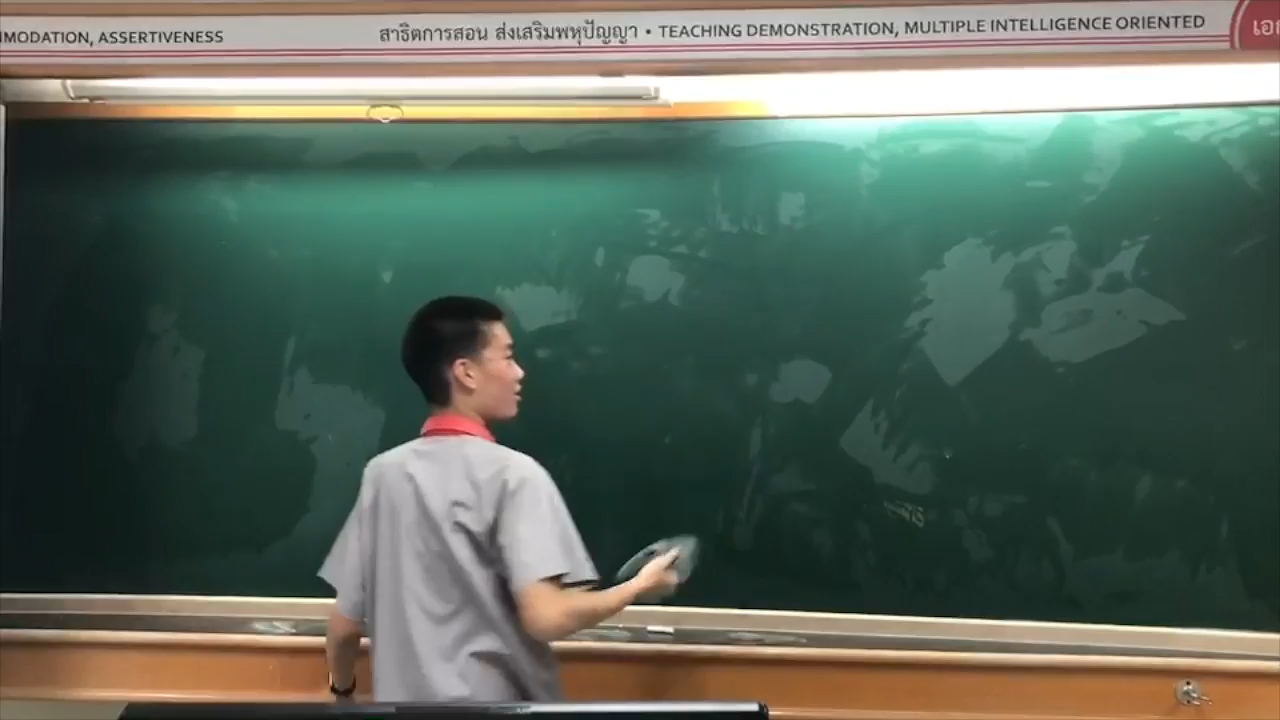 ASSERTIVENESS สาธิตการสอน ส่งเสริมพหุปัญญา • TEACHING DEMONSTRATION, MULTIPLE INTELLIGENCE ORIENTED